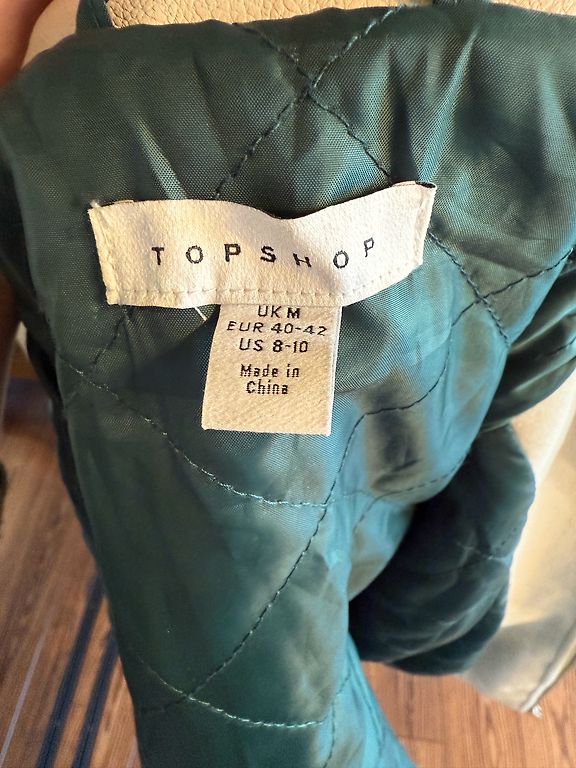 TOPSHOP
UK M
EUR 40-42
US 8-10
Made in
China